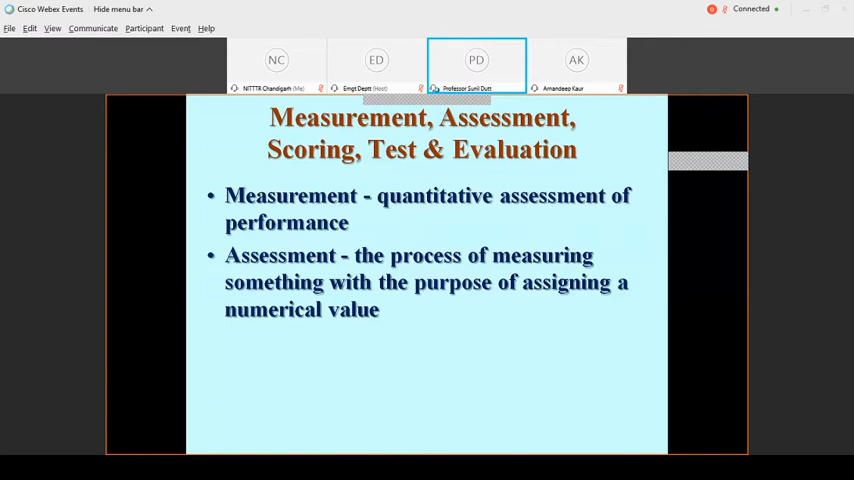 Cisco Webex Events Hide menu bar Connected
File Edit View Communicate Participant Event Help
NC ED PD AK
NITTTR Chandigarh (Me) Emgt Deptt (Host) Professor Sunil Dutt Amandeep Kaur
Measurement, Assessment,
Scoring, Test & Evaluation
• Measurement - quantitative assessment of
performance
• Assessment - the process of measuring
something with the purpose of assigning a
numerical value